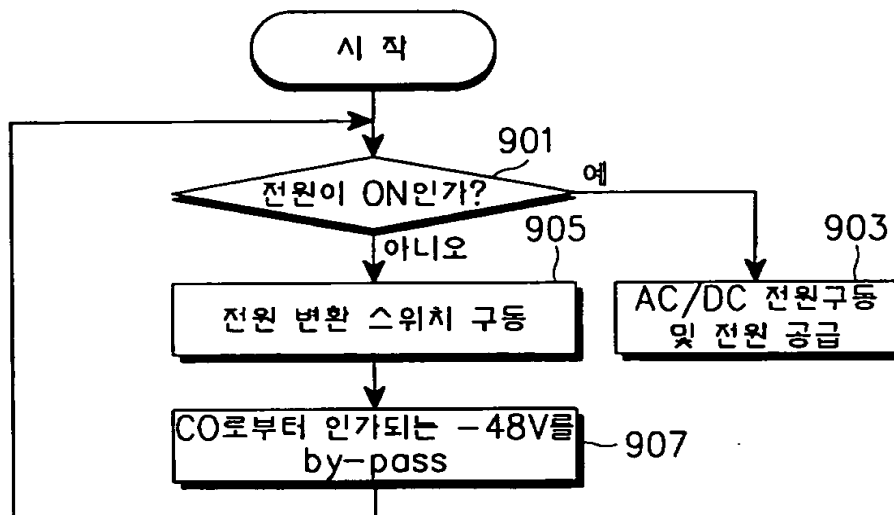 시 작
901
전원이 ON인가?
예
아니오
905
903
전원 변환 스위치 구동
AC/DC 전원구동
및 전원 공급
CO로부터 인가되는 -48V를
by-pass
907